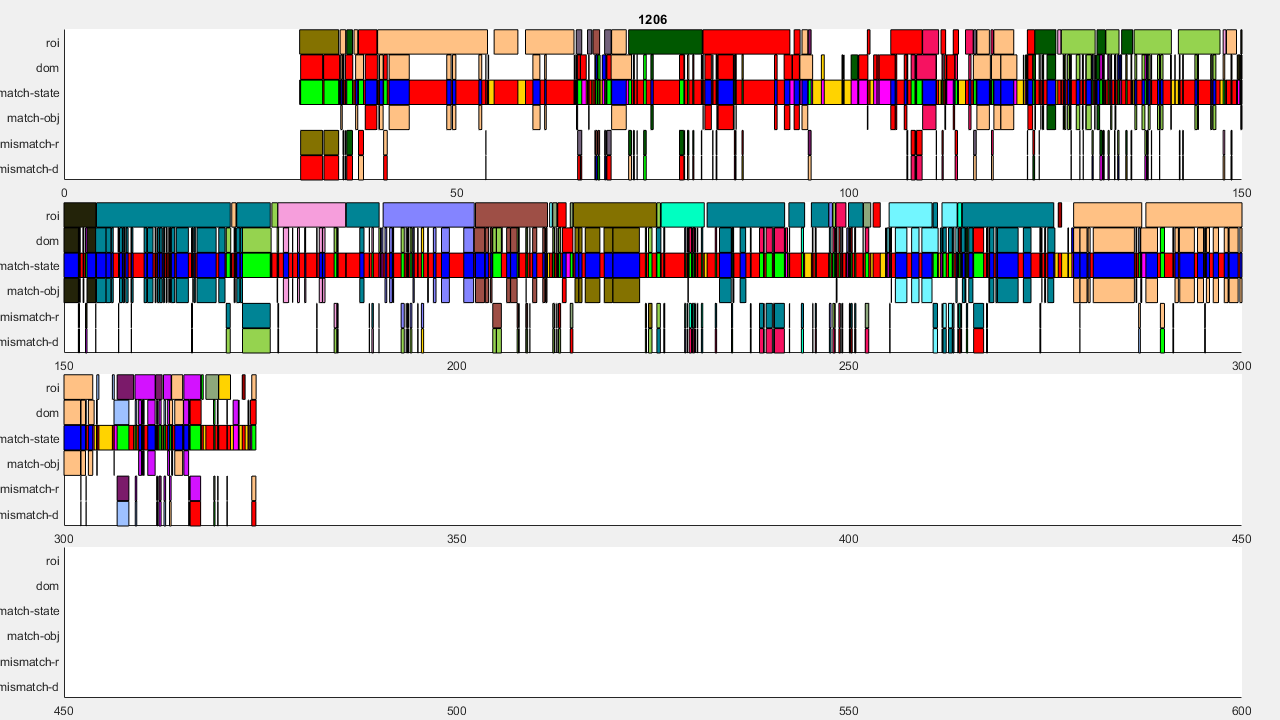 1206
roi
dom
match-state
match-obj
mismatch-r
mismatch-d
0 50 100 150
roi
dom
match-state
match-obj
mismatch-r
mismatch-d
150 200 250 300
roi
dom
match-state
match-obj
mismatch-r
mismatch-d
300 350 400 450
roi
dom
match-state
match-obj
mismatch-r
mismatch-d
450 500 550 600